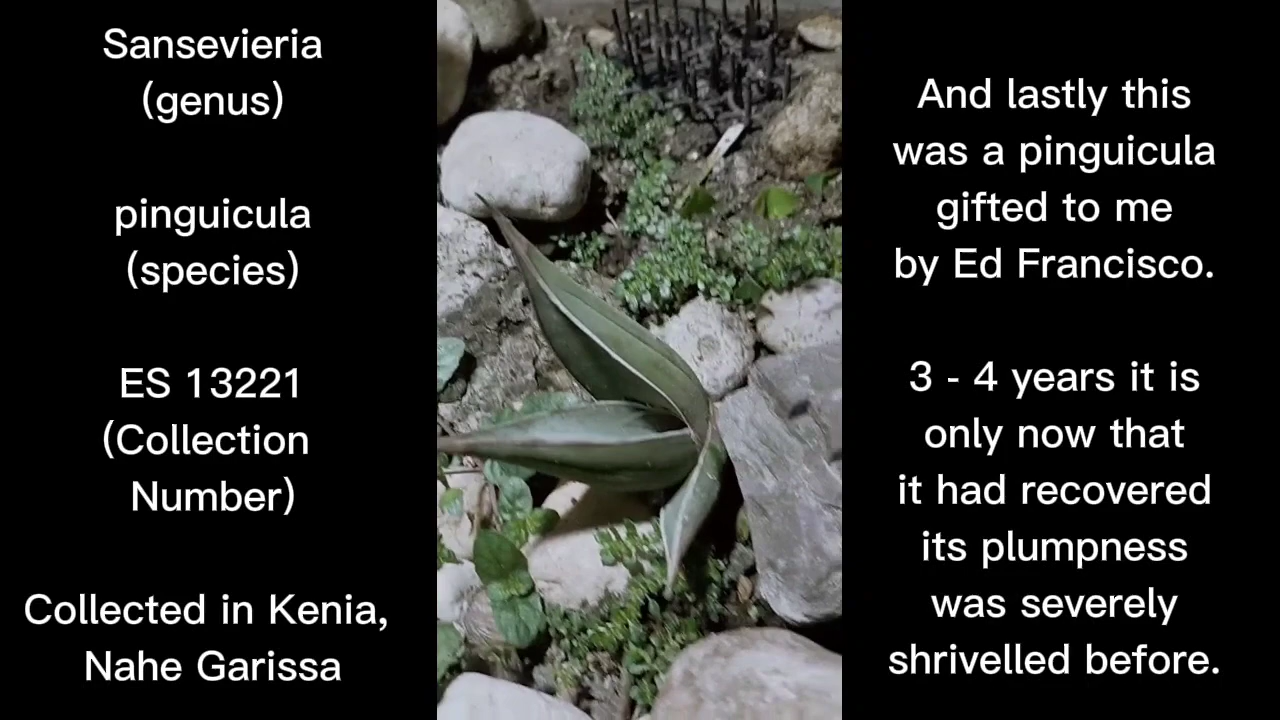 Sansevieria
(genus)
pinguicula
(species)
ES 13221
(Collection
Number)
Collected in Kenia,
Nahe Garissa
And lastly this
was a pinguicula
gifted to me
by Ed Francisco.
3 - 4 years it is
only now that
it had recovered
its plumpness
was severely
shrivelled before.